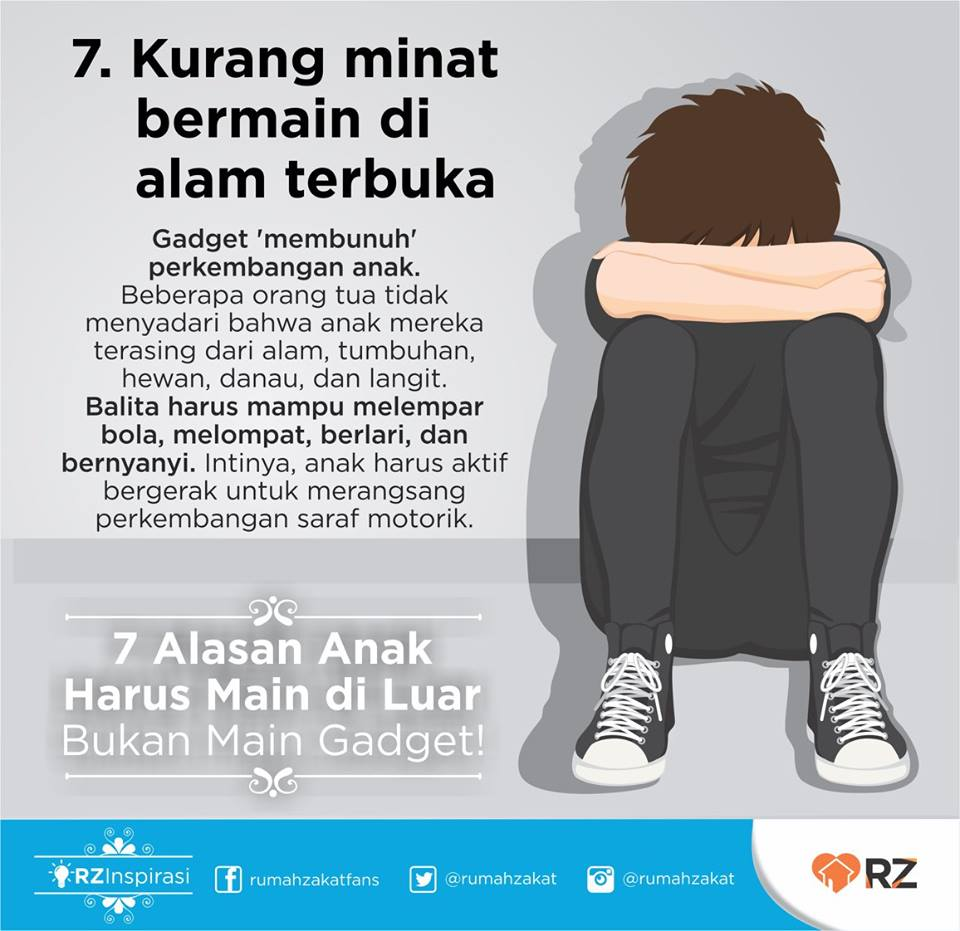 7. Kurang minat
bermain di
alam terbuka
Gadget 'membunuh'
perkembangan anak.
Beberapa orang tua tidak
menyadari bahwa anak mereka
terasing dari alam, tumbuhan,
hewan, danau, dan langit.
Balita harus mampu melempar
bola, melompat, berlari, dan
bernyanyi. Intinya, anak harus aktif
bergerak untuk merangsang
perkembangan saraf motorik.
7 Alasan Anak
Harus Main di Luar
Bukan Main Gadget!
RZInspirasi
rumahzakatfans
@rumahzakat
@rumahzakat
RZ